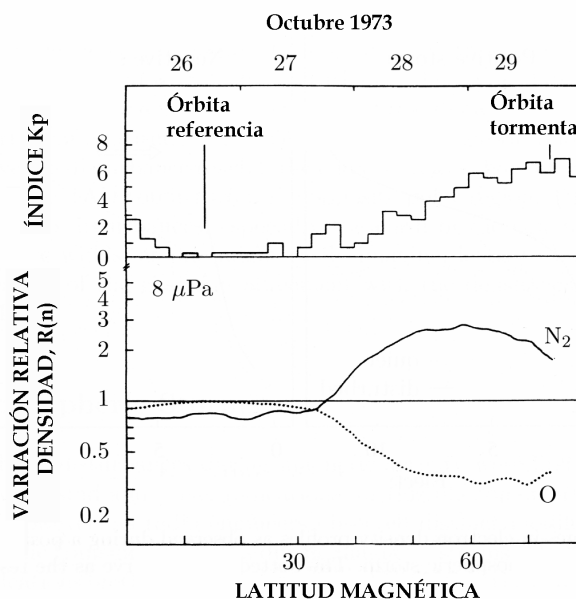 Octubre 1973
26 27 28 29
Órbita
referencia
Órbita
tormenta
ÍNDICE Kp
8
6
4
2
0
VARIACIÓN RELATIVA
DENSIDAD, R(n)
8 μPa
5
4
3
2
1
0.5
0.2
N₂
O
30 60
LATITUD MAGNÉTICA